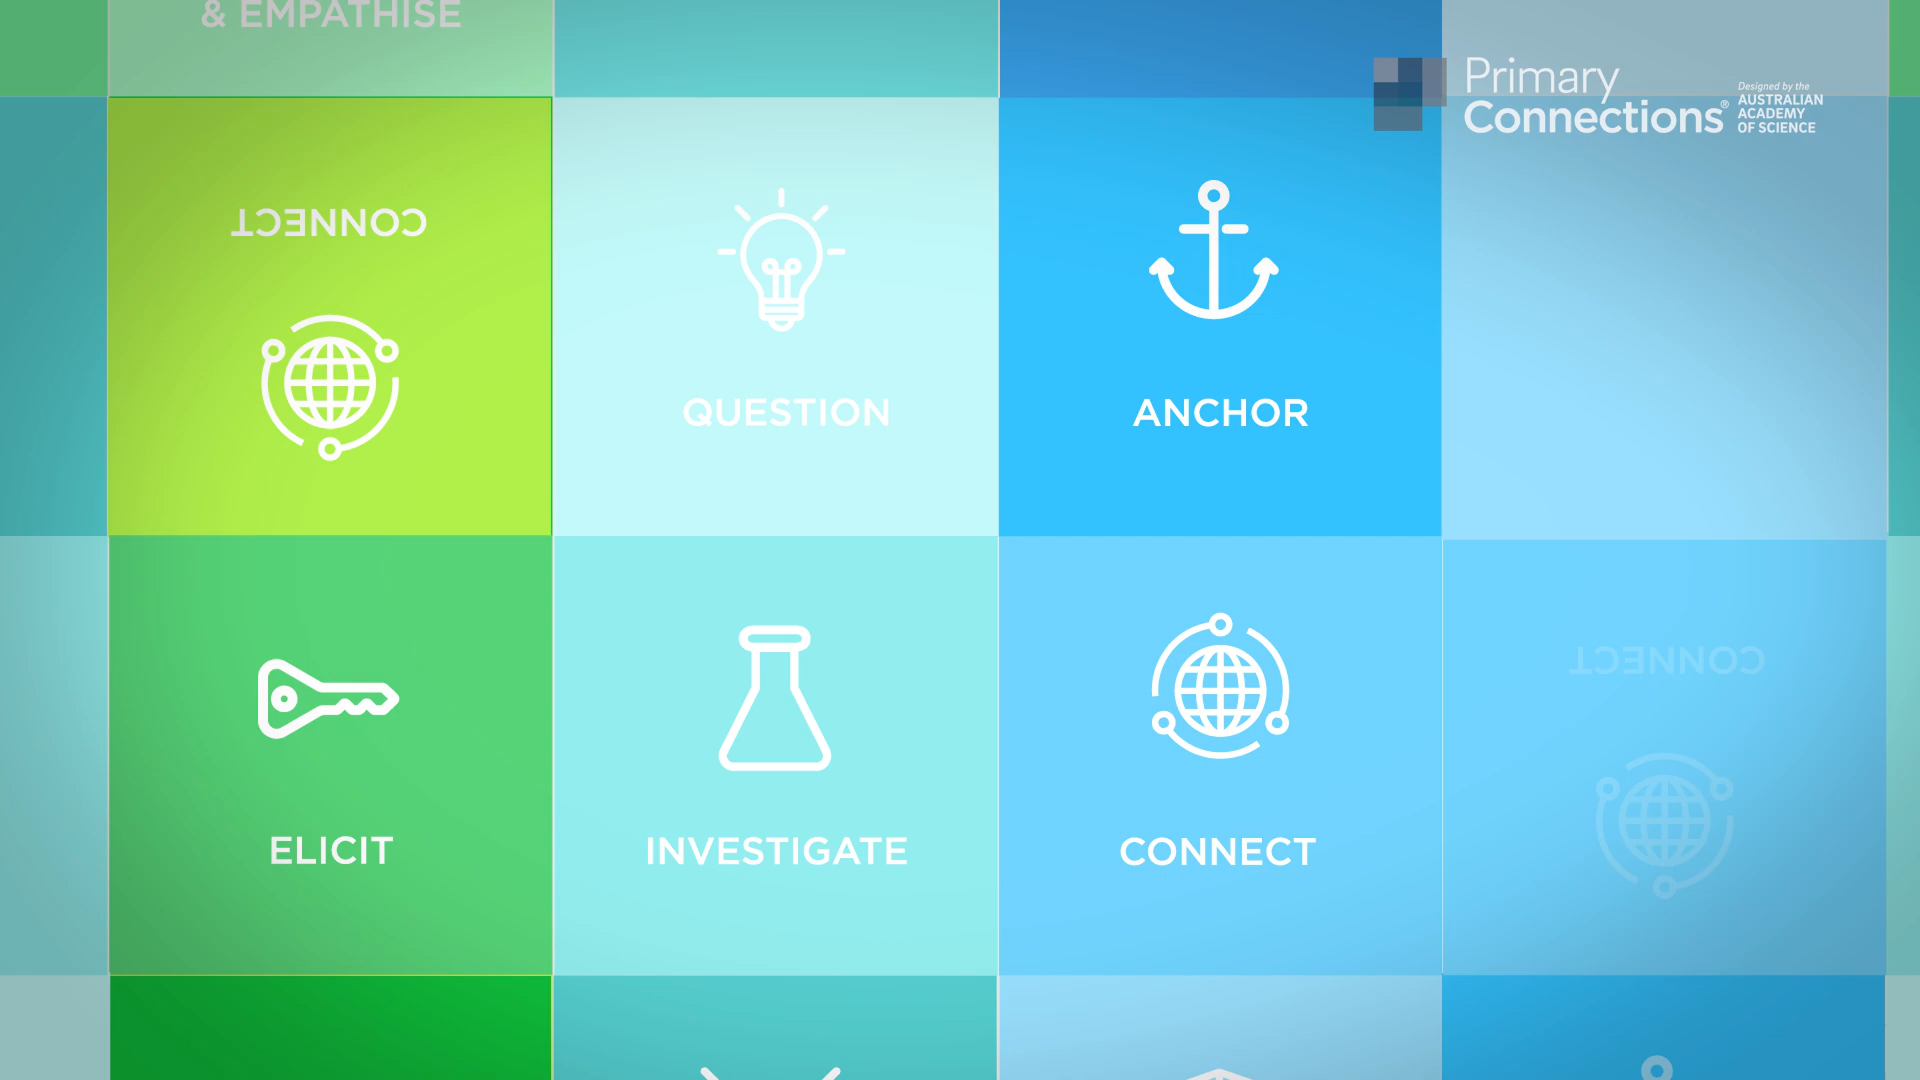 & EMPATHISE
Primary
Connections®
Designed by the
AUSTRALIAN
ACADEMY
OF SCIENCE
CONNECT
QUESTION
ANCHOR
CONNECT
ELICIT
INVESTIGATE
CONNECT